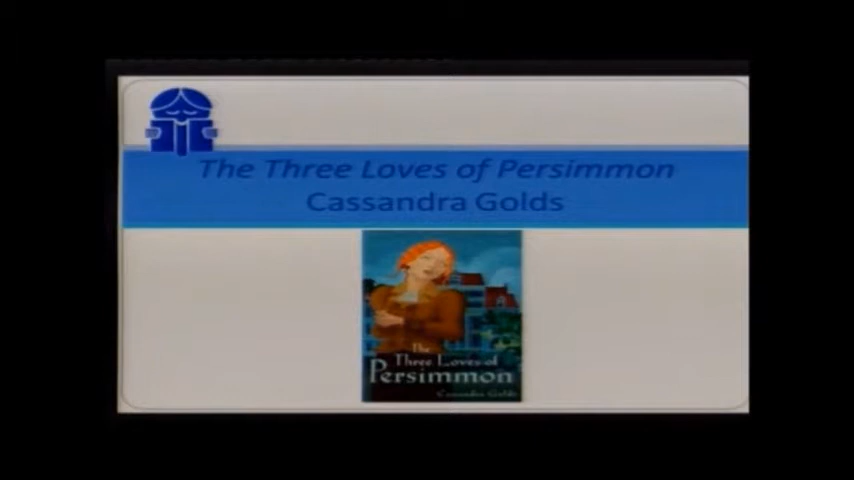 The Three Loves of Persimmon
Cassandra Golds
The
Three Loves of
Persimmon
Cassandra Golds